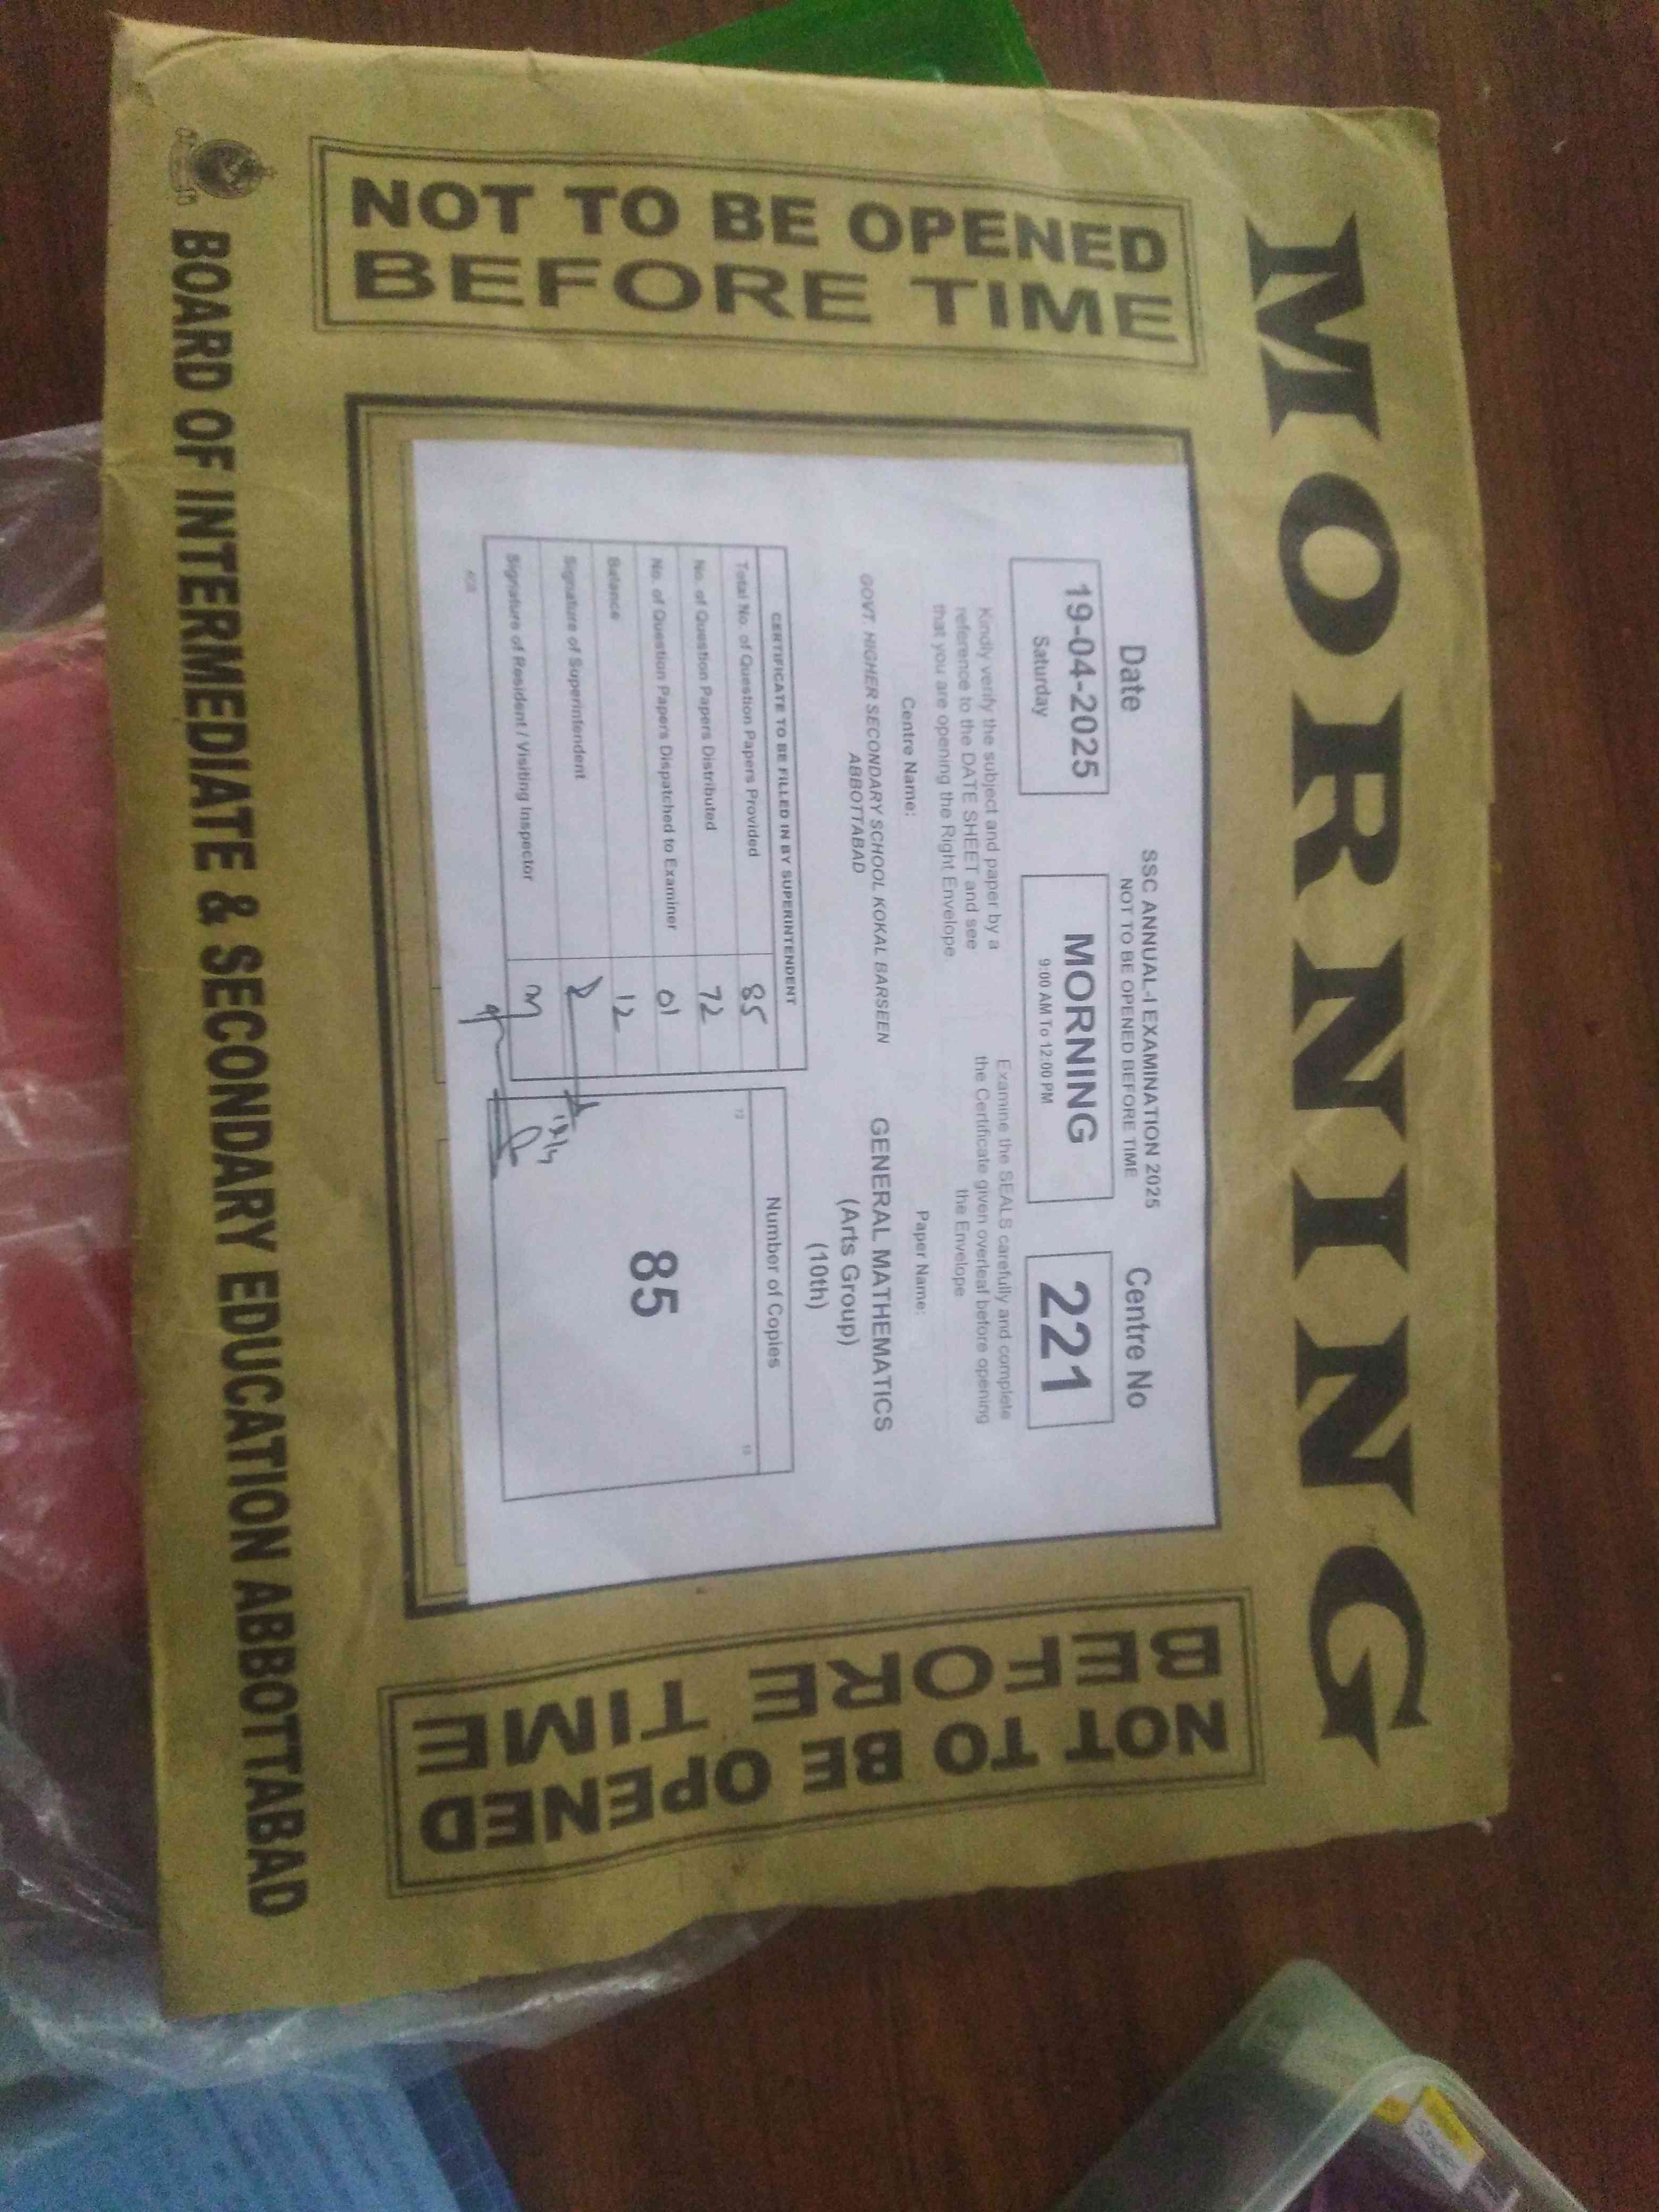 MORNING
NOT TO BE OPENED
BEFORE TIME
SSC ANNUAL-I EXAMINATION 2025
NOT TO BE OPENED BEFORE TIME
Date
19-04-2025
Saturday
MORNING
9:00 AM To 12:00 PM
Centre No
221
Kindly verify the subject and paper by a
reference to the DATE SHEET and see
that you are opening the Right Envelope
Examine the SEALS carefully and complete
the Certificate given overleaf before opening
the Envelope
Centre Name:
GOVT. HIGHER SECONDARY SCHOOL KOKAL BARSEEN
ABBOTTABAD
Paper Name:
GENERAL MATHEMATICS
(Arts Group)
(10th)
CERTIFICATE TO BE FILLED IN BY SUPERINTENDENT
Total No. of Question Papers Provided 85
No. of Question Papers Distributed 72
No. of Question Papers Dispatched to Examiner 01
Balance 12
Signature of Superintendent
Signature of Resident / Visiting Inspector
Number of Copies
85
NOT TO BE OPENED
BEFORE TIME
BOARD OF INTERMEDIATE & SECONDARY EDUCATION ABBOTTABAD